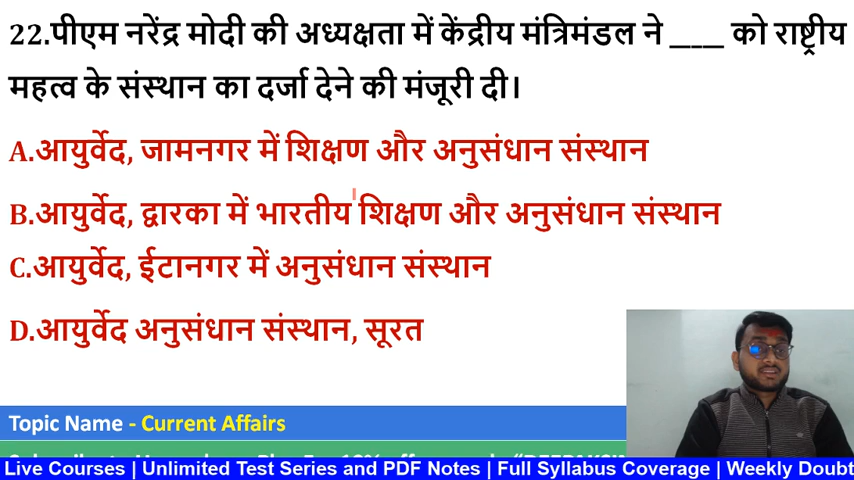 22.पीएम नरेंद्र मोदी की अध्यक्षता में केंद्रीय मंत्रिमंडल ने ____ को राष्ट्रीय
महत्व के संस्थान का दर्जा देने की मंजूरी दी।
A.आयुर्वेद, जामनगर में शिक्षण और अनुसंधान संस्थान
B.आयुर्वेद, द्वारका में भारतीय शिक्षण और अनुसंधान संस्थान
C.आयुर्वेद, ईटानगर में अनुसंधान संस्थान
D.आयुर्वेद अनुसंधान संस्थान, सूरत
Topic Name - Current Affairs
Live Courses | Unlimited Test Series and PDF Notes | Full Syllabus Coverage | Weekly Doubt